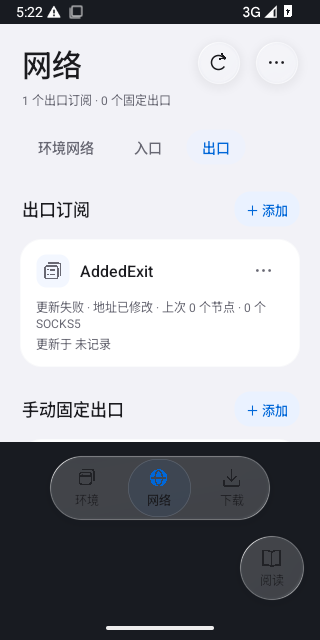 5:22 3G
网络
1 个出口订阅 · 0 个固定出口
环境网络 入口 出口
出口订阅 + 添加
AddedExit
更新失败 · 地址已修改 · 上次 0 个节点 · 0 个
SOCKS5
更新于 未记录
手动固定出口 + 添加
环境 网络 下载
阅读